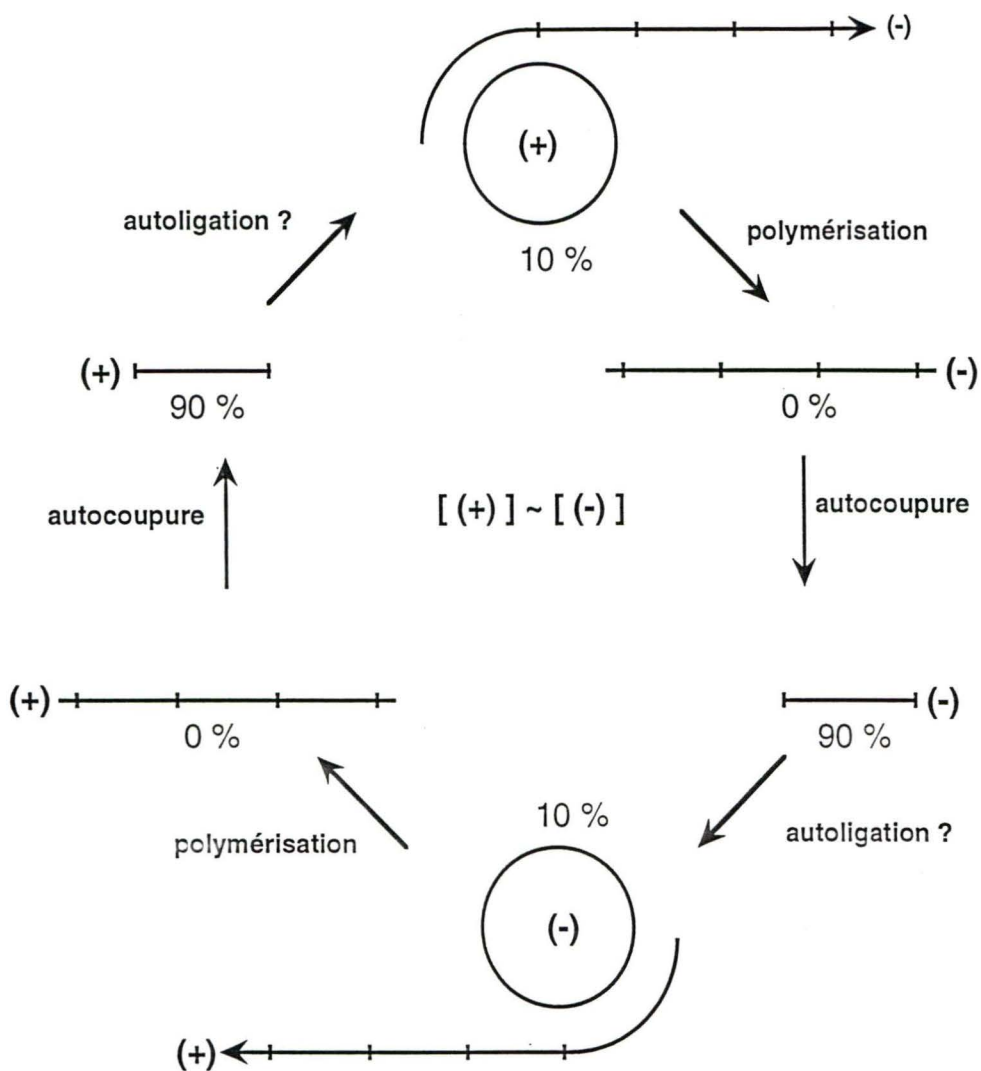 (-)
(+)
autoligation ?
polymérisation
10 %
(+)
(-)
90 %
0 %
autocoupure
[ (+) ] ~ [ (-) ]
autocoupure
(+)
(-)
0 %
90 %
10 %
polymérisation
autoligation ?
(-)
(+)